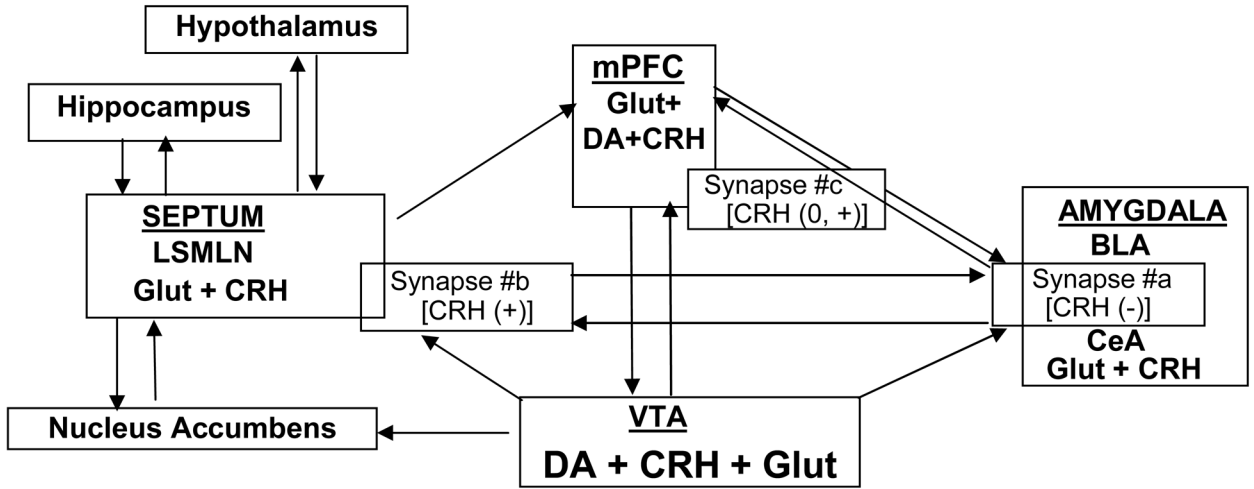 Hypothalamus
Hippocampus
mPFC
Glut+
DA+CRH
Synapse #c
[CRH (0, +)]
SEPTUM
LSMLN
Glut + CRH
Synapse #b
[CRH (+)]
AMYGDALA
BLA
Synapse #a
[CRH (-)]
CeA
Glut + CRH
Nucleus Accumbens
VTA
DA + CRH + Glut